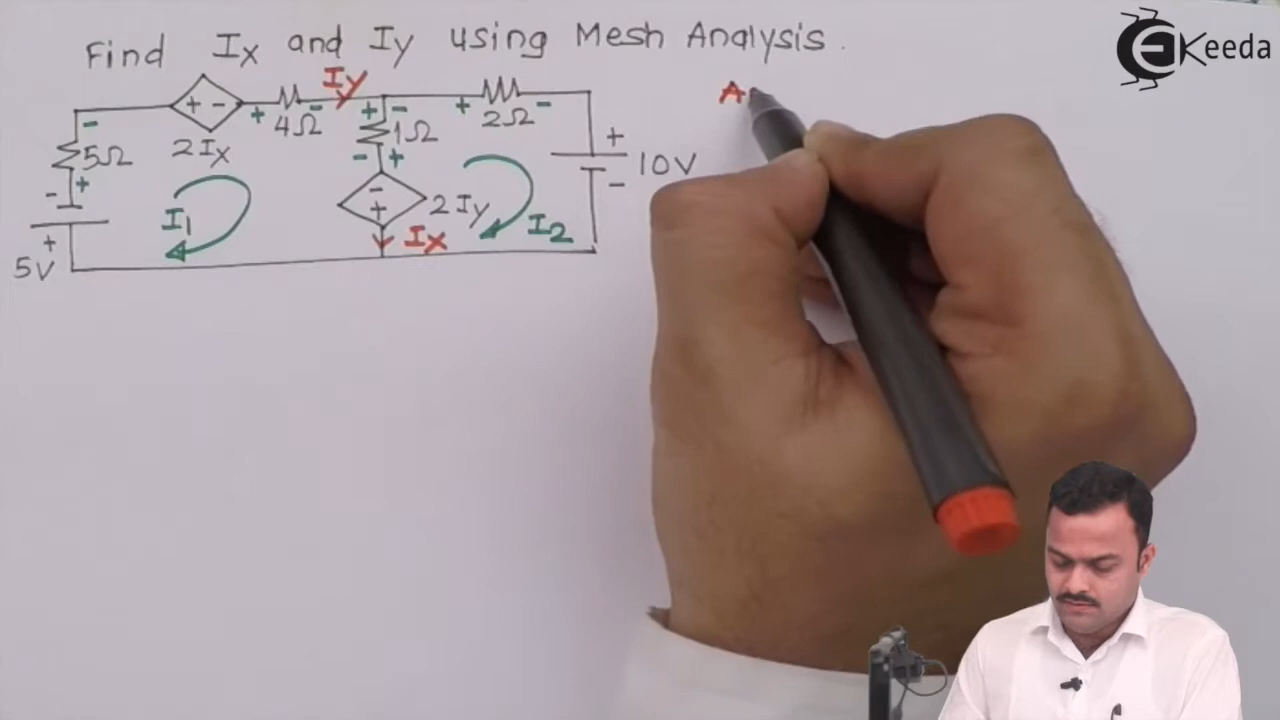 Find Ix and Iy using Mesh Analysis.
EKeeda
Iy
A
+ -
+ -
+ -
+ -
+
4Ω
1Ω
2Ω
-
5Ω
2Ix
- +
10V
- +
-
-
+
2Iy
I1
I2
+
Ix
5V